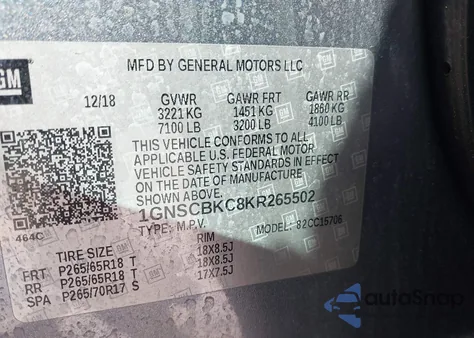 GM
MFD BY GENERAL MOTORS LLC
12/18 GVWR GAWR FRT GAWR RR
3221 KG 1451 KG 1860 KG
7100 LB 3200 LB 4100 LB
THIS VEHICLE CONFORMS TO ALL
APPLICABLE U.S. FEDERAL MOTOR
VEHICLE SAFETY STANDARDS IN
EFFECT ON THE DATE OF MANUFACTURE
SHOWN ABOVE.
1GNSCBKC8KR265502
464C TYPE: M.P.V. MODEL: 82CC15706
TIRE SIZE RIM
FRT P265/65R18 T 18X8.5J
RR P265/65R18 T 18X8.5J
SPA P265/70R17 S 17X7.5J
autoSnap